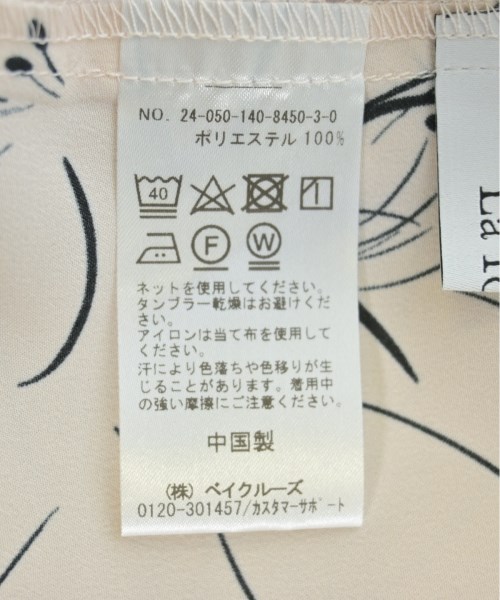 NO. 24-050-140-8450-3-0
ポリエステル 100%
40
F W
ネットを使用してください。
タンブラー乾燥はお避けくだ
さい。
アイロンは当て布を使用して
ください。
汗により色落ちや色移りが生
じることがあります。着用中
の強い摩擦にご注意ください。
中国製
(株) ベイクルーズ
0120-301457/カスタマーサポート
La